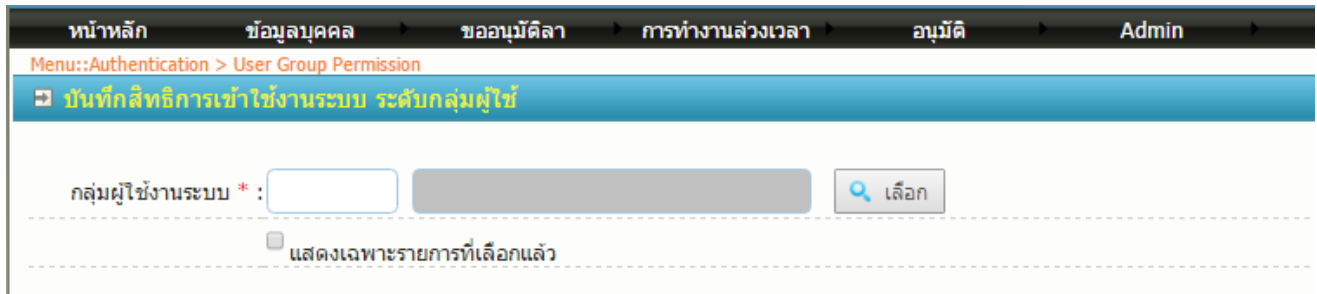 หน้าหลัก ข้อมูลบุคคล ขออนุมัติลา การทำงานล่วงเวลา อนุมัติ Admin
Menu::Authentication > User Group Permission
บันทึกสิทธิการเข้าใช้งานระบบ ระดับกลุ่มผู้ใช้
กลุ่มผู้ใช้งานระบบ * : เลือก
แสดงเฉพาะรายการที่เลือกแล้ว